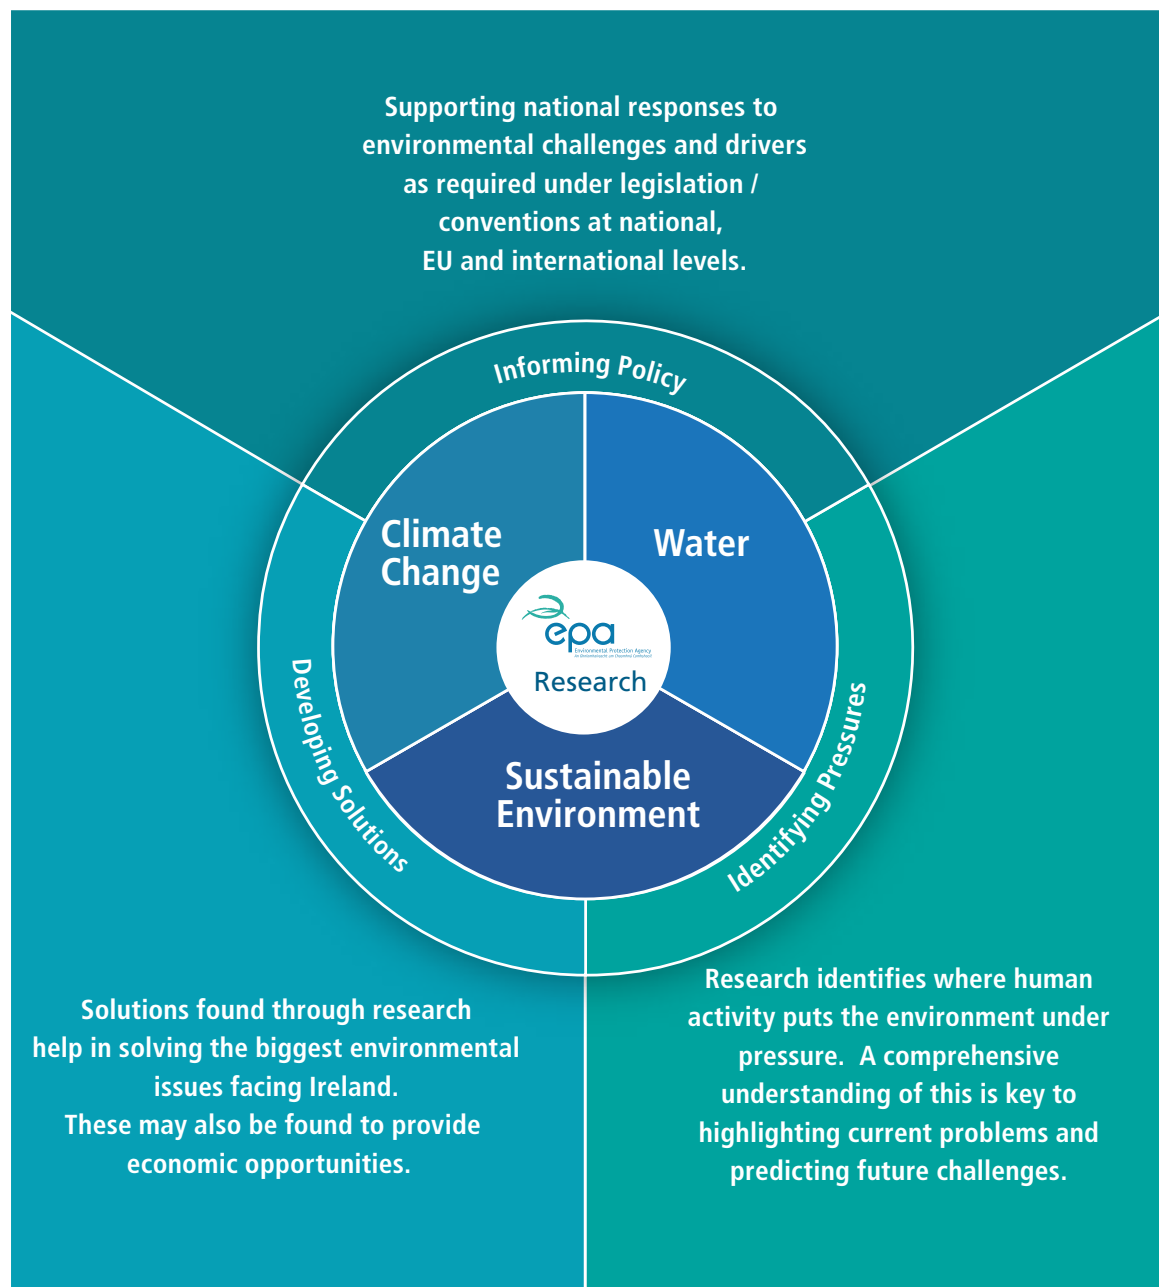 Supporting national responses to
environmental challenges and drivers
as required under legislation /
conventions at national,
EU and international levels.
Informing Policy
Climate
Change
Water
epa
Environmental Protection Agency
Research
Sustainable
Environment
Developing Solutions
Identifying Pressures
Solutions found through research
help in solving the biggest environmental
issues facing Ireland.
These may also be found to provide
economic opportunities.
Research identifies where human
activity puts the environment under
pressure.  A comprehensive
understanding of this is key to
highlighting current problems and
predicting future challenges.